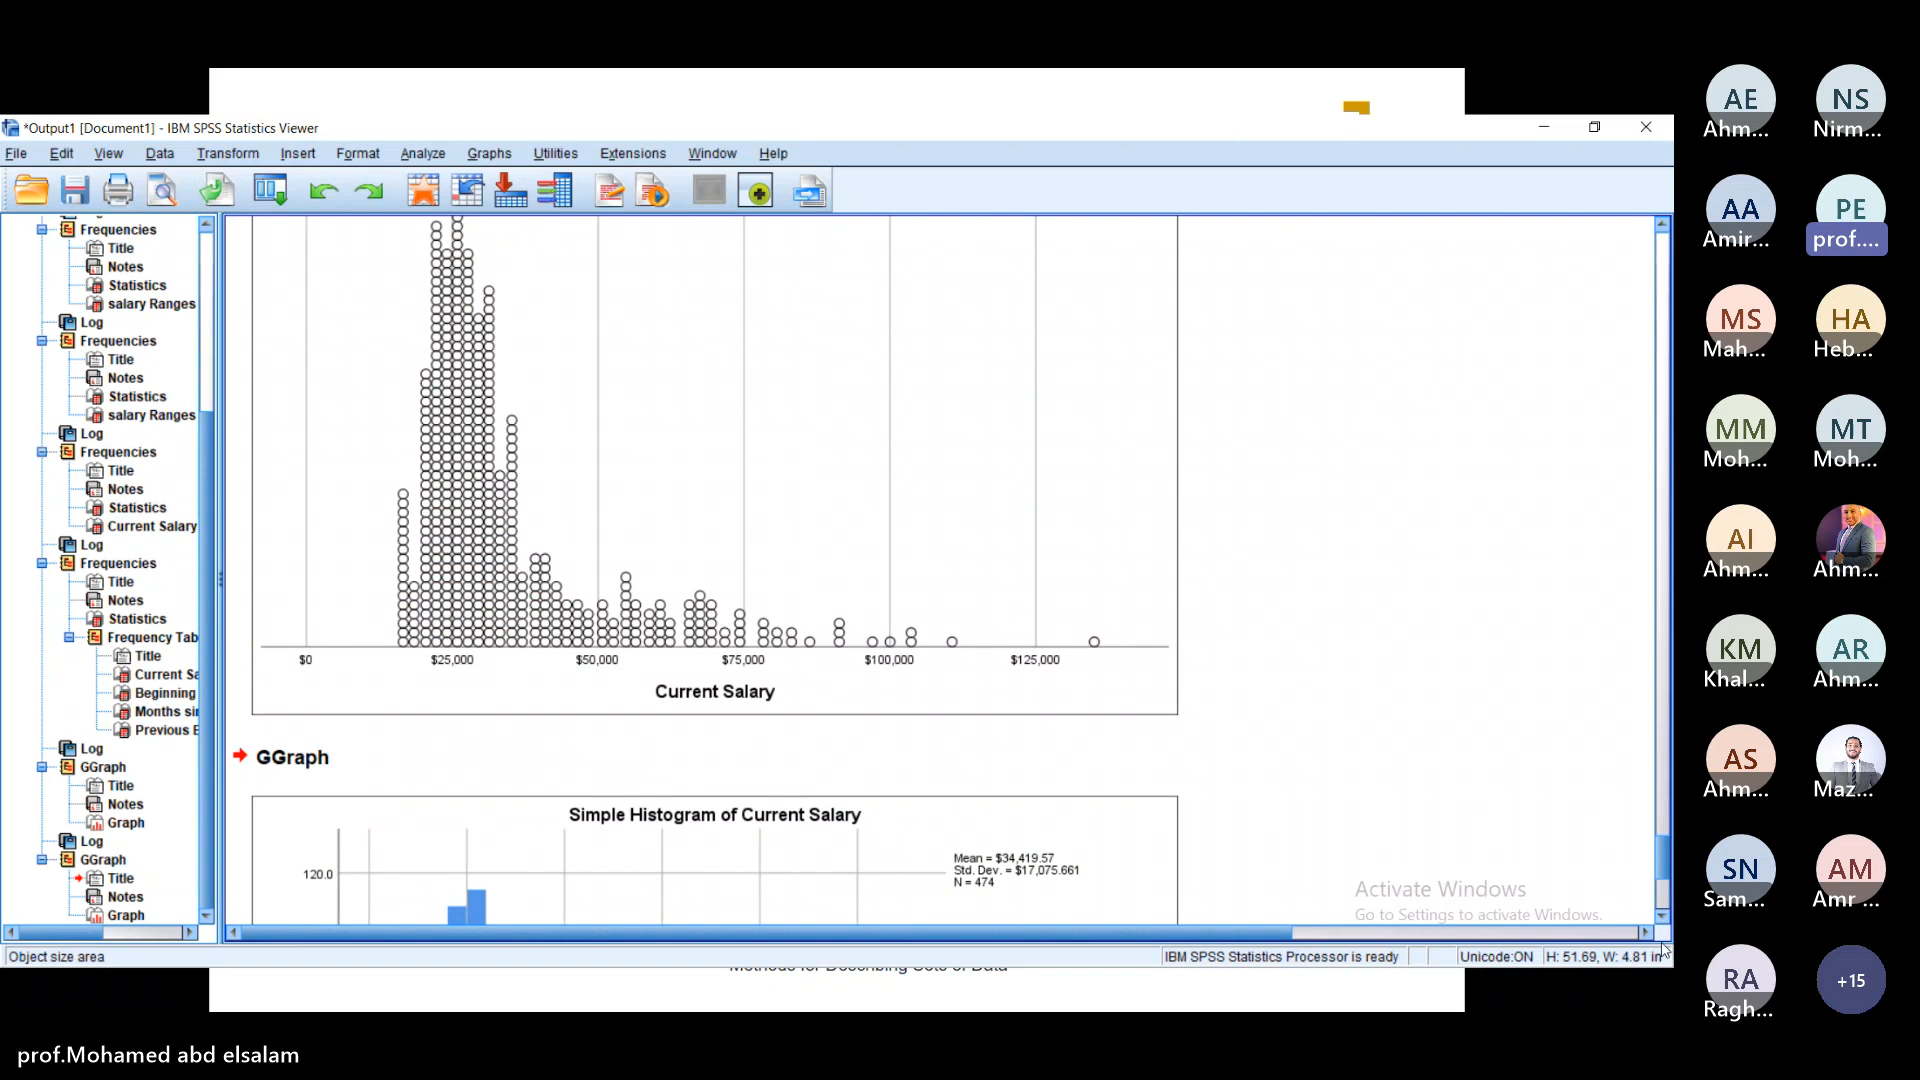 *Output1 [Document1] - IBM SPSS Statistics Viewer
File Edit View Data Transform Insert Format Analyze Graphs Utilities Extensions Window Help
Frequencies
Title
Notes
Statistics
salary Ranges
Log
Frequencies
Title
Notes
Statistics
salary Ranges
Log
Frequencies
Title
Notes
Statistics
Current Salary
Log
Frequencies
Title
Notes
Statistics
Frequency Tab
Title
Current Sa
Beginning
Months si
Previous E
Log
GGraph
Title
Notes
Graph
Log
GGraph
Title
Notes
Graph
$0 $25,000 $50,000 $75,000 $100,000 $125,000
Current Salary
GGraph
Simple Histogram of Current Salary
120.0
Mean = $34,419.57
Std. Dev. = $17,075.661
N = 474
Activate Windows
Go to Settings to activate Windows.
Object size area
IBM SPSS Statistics Processor is ready
Unicode:ON
H: 51.69, W: 4.81 in
Methods for Describing Sets of Data
AE NS
Ahm... Nirm...
AA PE
Amir... prof....
MS HA
Mah... Heb...
MM MT
Moh... Moh...
AI
Ahm... Ahm...
KM AR
Khal... Ahm...
AS
Ahm... Maz...
SN AM
Sam... Amr ...
RA +15
Ragh...
prof.Mohamed abd elsalam